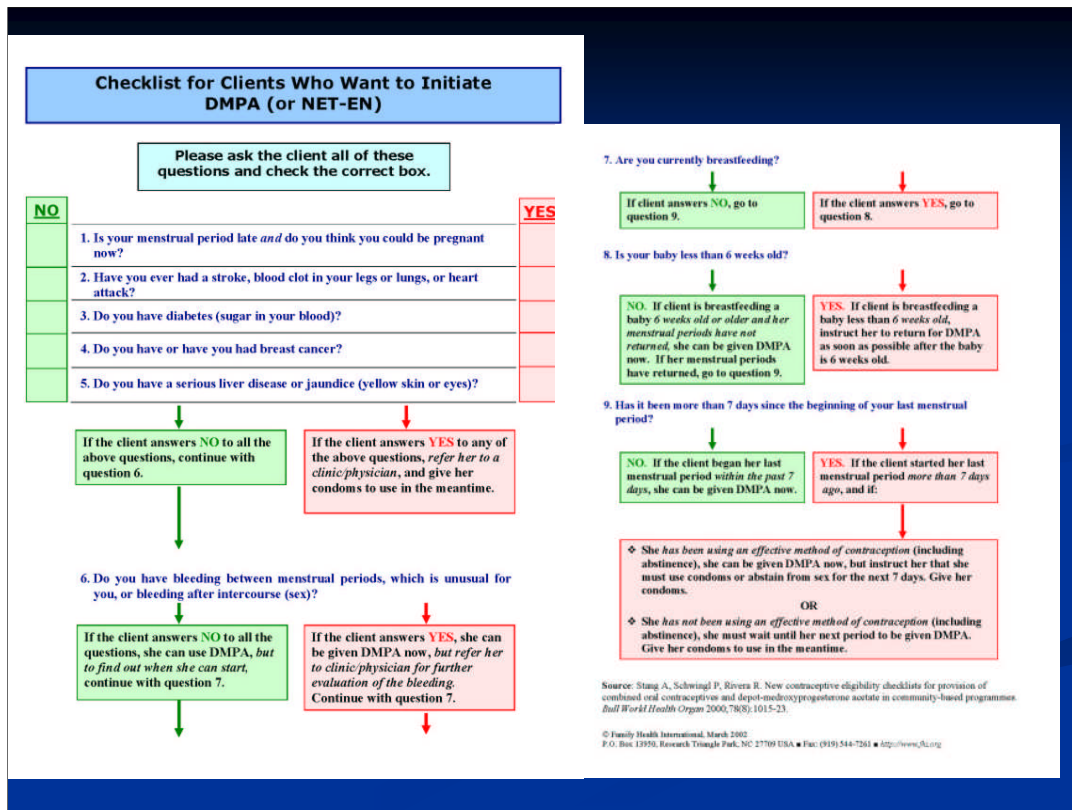 Checklist for Clients Who Want to Initiate
DMPA (or NET-EN)
Please ask the client all of these
questions and check the correct box.
NO
YES
1. Is your menstrual period late and do you think you could be pregnant
now?
2. Have you ever had a stroke, blood clot in your legs or lungs, or heart
attack?
3. Do you have diabetes (sugar in your blood)?
4. Do you have or have you had breast cancer?
5. Do you have a serious liver disease or jaundice (yellow skin or eyes)?
If the client answers NO to all the
above questions, continue with
question 6.
If the client answers YES to any of
the above questions, refer her to a
clinic/physician, and give her
condoms to use in the meantime.
6. Do you have bleeding between menstrual periods, which is unusual for
you, or bleeding after intercourse (sex)?
If the client answers NO to all the
questions, she can use DMPA, but
to find out when she can start,
continue with question 7.
If the client answers YES, she can
be given DMPA now, but refer her
to clinic/physician for further
evaluation of the bleeding.
Continue with question 7.
7. Are you currently breastfeeding?
If client answers NO, go to
question 9.
If the client answers YES, go to
question 8.
8. Is your baby less than 6 weeks old?
NO. If client is breastfeeding a
baby 6 weeks old or older and her
menstrual periods have not
returned, she can be given DMPA
now. If her menstrual periods
have returned, go to question 9.
YES. If client is breastfeeding a
baby less than 6 weeks old,
instruct her to return for DMPA
as soon as possible after the baby
is 6 weeks old.
9. Has it been more than 7 days since the beginning of your last menstrual
period?
NO. If the client began her last
menstrual period within the past 7
days, she can be given DMPA now.
YES. If the client started her last
menstrual period more than 7 days
ago, and if:
❖ She has been using an effective method of contraception (including
abstinence), she can be given DMPA now, but instruct her that she
must use condoms or abstain from sex for the next 7 days. Give her
condoms.
OR
❖ She has not been using an effective method of contraception (including
abstinence), she must wait until her next period to be given DMPA.
Give her condoms to use in the meantime.
Source: Stang A, Schwingl P, Rivera R. New contraceptive eligibility checklists for provision of
combined oral contraceptives and depot-medroxyprogesterone acetate in community-based programmes.
Bull World Health Organ 2000;78(8):1015-23.
© Family Health International, March 2002
P.O. Box 13950, Research Triangle Park, NC 27709 USA ■ Fax: (919) 544-7261 ■ http://www.fhi.org